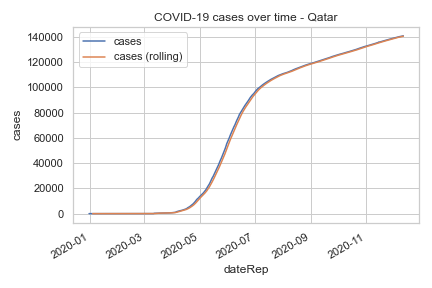 COVID-19 cases over time - Qatar
cases
cases (rolling)
140000
120000
100000
80000
60000
40000
20000
0
cases
2020-01
2020-03
2020-05
2020-07
2020-09
2020-11
dateRep